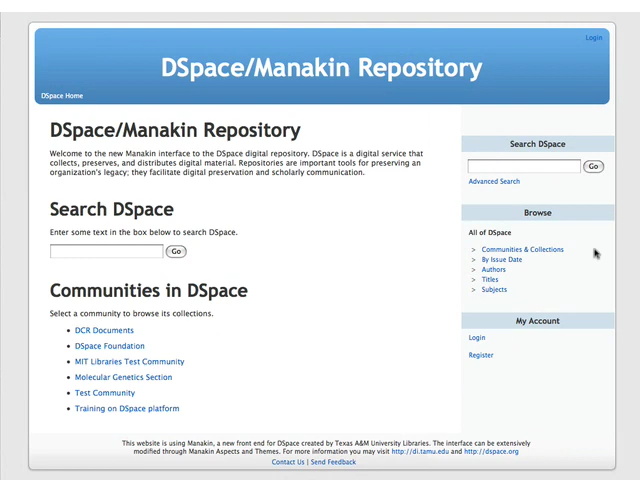 Login
DSpace/Manakin Repository
DSpace Home
DSpace/Manakin Repository
Welcome to the new Manakin interface to the DSpace digital repository. DSpace is a digital service that
collects, preserves, and distributes digital material. Repositories are important tools for preserving an
organization's legacy; they facilitate digital preservation and scholarly communication.
Search DSpace
Enter some text in the box below to search DSpace.
Go
Communities in DSpace
Select a community to browse its collections.
• DCR Documents
• DSpace Foundation
• MIT Libraries Test Community
• Molecular Genetics Section
• Test Community
• Training on DSpace platform
Search DSpace
Go
Advanced Search
Browse
All of DSpace
> Communities & Collections
> By Issue Date
> Authors
> Titles
> Subjects
My Account
Login
Register
This website is using Manakin, a new front end for DSpace created by Texas A&M University Libraries. The interface can be extensively
modified through Manakin Aspects and Themes. For more information you may visit http://di.tamu.edu and http://dspace.org
Contact Us | Send Feedback